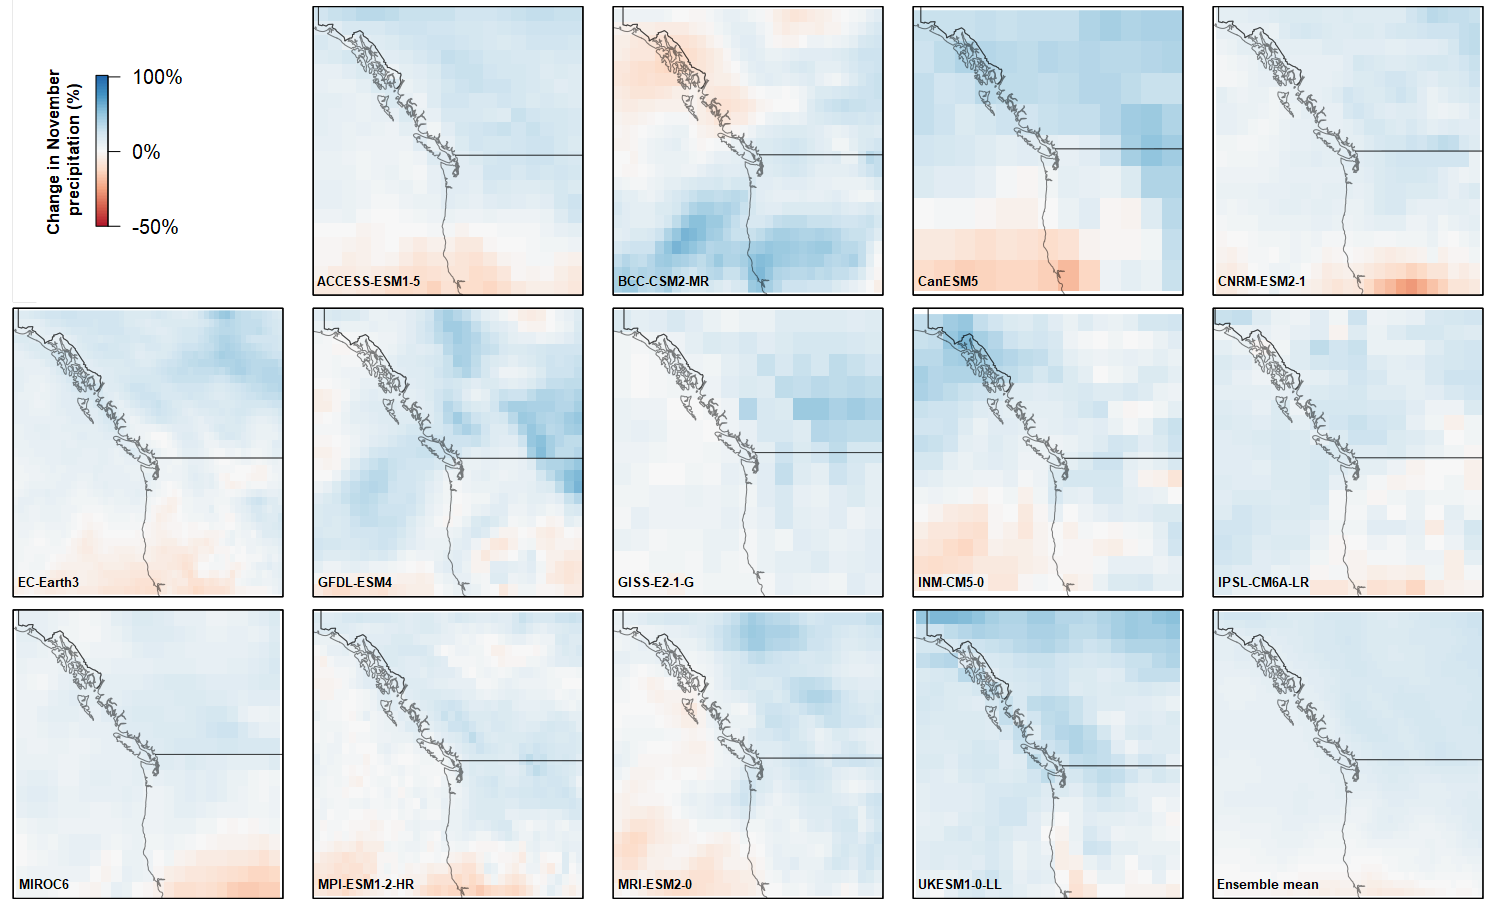 Change in November
precipitation (%)
100%
0%
-50%
ACCESS-ESM1-5
BCC-CSM2-MR
CanESM5
CNRM-ESM2-1
EC-Earth3
GFDL-ESM4
GISS-E2-1-G
INM-CM5-0
IPSL-CM6A-LR
MIROC6
MPI-ESM1-2-HR
MRI-ESM2-0
UKESM1-0-LL
Ensemble mean